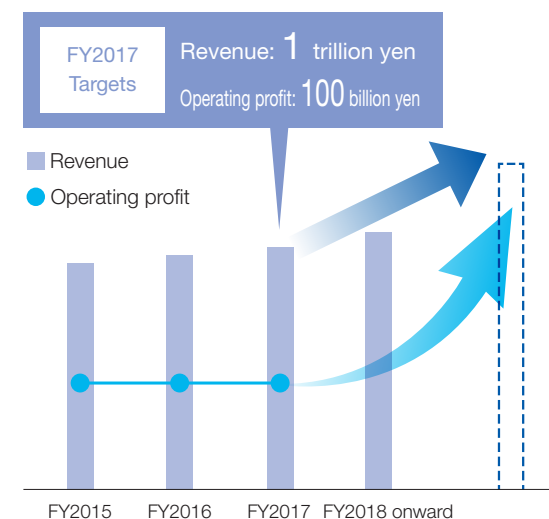 FY2017
Targets
Revenue: 1 trillion yen
Operating profit: 100 billion yen
Revenue
Operating profit
FY2015 FY2016 FY2017 FY2018 onward